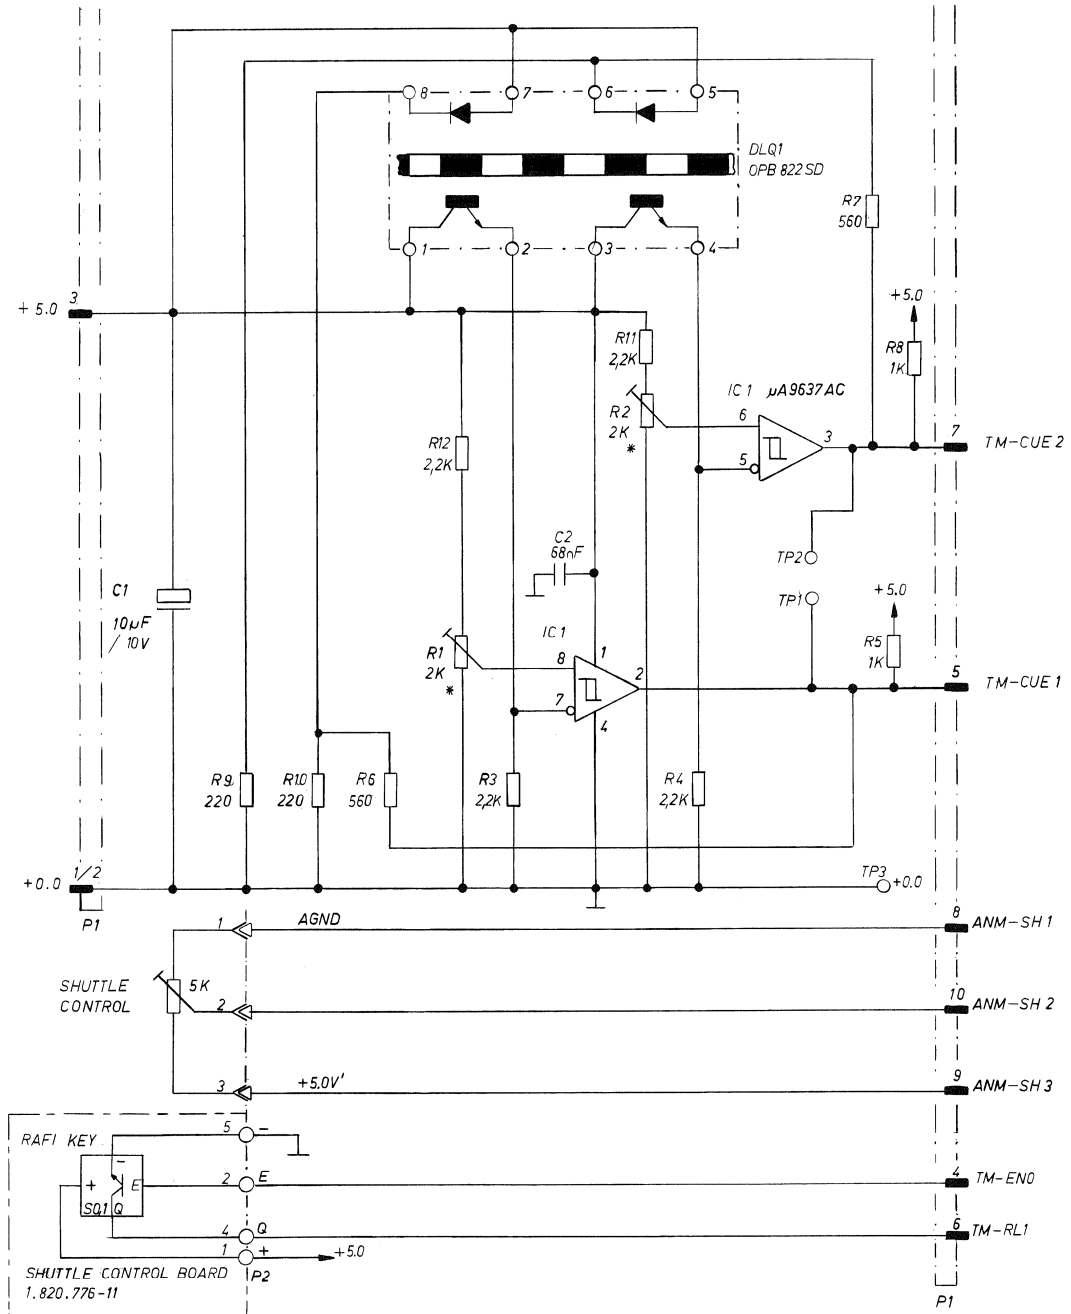 8 7 6 5
DLQ1
OPB 822 SD
R7
560
1 2 3 4
+5.0 3
+5.0
R11
2,2K
R8
1K
IC 1 µA9637AC
R2
2K
*
6
5
3
7 TM-CUE 2
R12
2,2K
C2
68nF
TP2
TP1
+5.0
C1
10µF
/ 10V
IC 1
R1
2K
*
8
7
1
4
2
R5
1K
5 TM-CUE 1
R9
220
R10
220
R6
560
R3
2,2K
R4
2,2K
+0.0 1/2
TP3 +0.0
P1
1 AGND 8 ANM-SH 1
SHUTTLE
CONTROL
5K
2 10 ANM-SH 2
3 +5.0V' 9 ANM-SH 3
RAFI KEY
5 -
+ - E
SQ1 Q
2 E 4 TM-EN0
4 Q 6 TM-RL1
1 + +5.0
P2
SHUTTLE CONTROL BOARD
1.820.776-11
P1